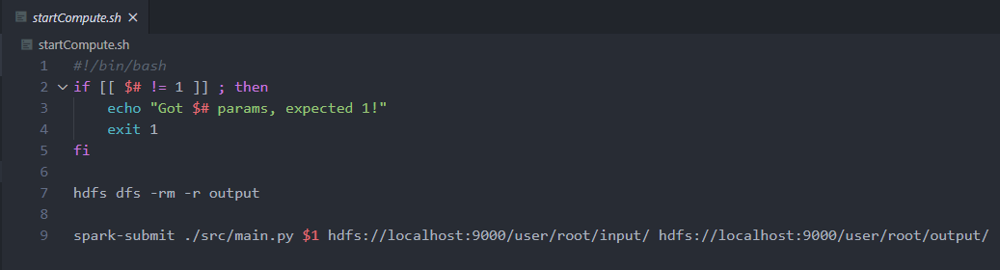 startCompute.sh ×
startCompute.sh
1 #!/bin/bash
2 if [[ $# != 1 ]] ; then
3     echo "Got $# params, expected 1!"
4     exit 1
5 fi
6
7 hdfs dfs -rm -r output
8
9 spark-submit ./src/main.py $1 hdfs://localhost:9000/user/root/input/ hdfs://localhost:9000/user/root/output/